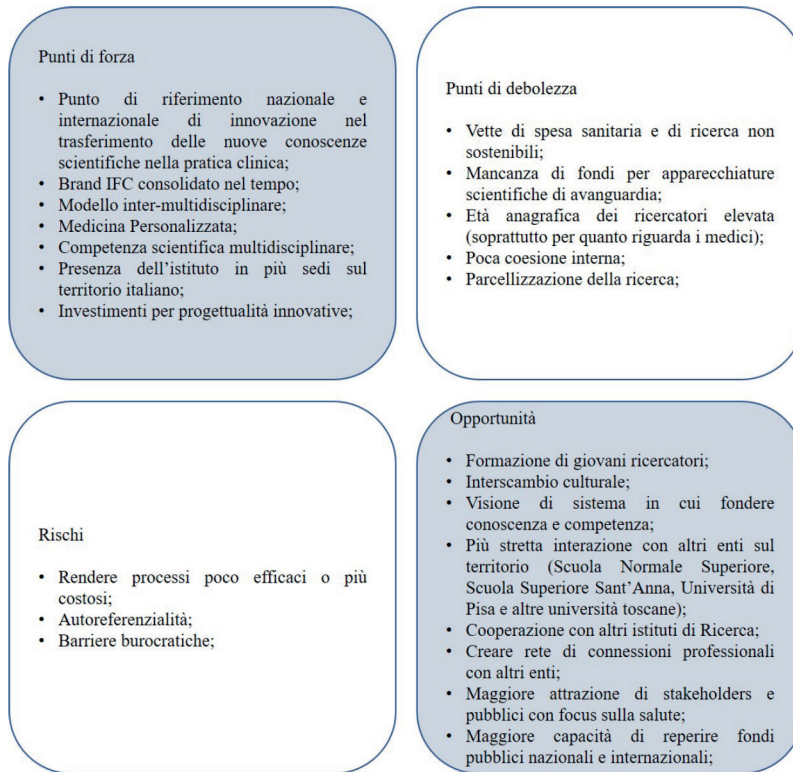 Punti di forza
• Punto di riferimento nazionale e
internazionale di innovazione nel
trasferimento delle nuove conoscenze
scientifiche nella pratica clinica;
• Brand IFC consolidato nel tempo;
• Modello inter-multidisciplinare;
• Medicina Personalizzata;
• Competenza scientifica multidisciplinare;
• Presenza dell’istituto in più sedi sul
territorio italiano;
• Investimenti per progettualità innovative;
Punti di debolezza
• Vette di spesa sanitaria e di ricerca non
sostenibili;
• Mancanza di fondi per apparecchiature
scientifiche di avanguardia;
• Età anagrafica dei ricercatori elevata
(soprattutto per quanto riguarda i medici);
• Poca coesione interna;
• Parcellizzazione della ricerca;
Rischi
• Rendere processi poco efficaci o più
costosi;
• Autoreferenzialità;
• Barriere burocratiche;
Opportunità
• Formazione di giovani ricercatori;
• Interscambio culturale;
• Visione di sistema in cui fondere
conoscenza e competenza;
• Più stretta interazione con altri enti sul
territorio (Scuola Normale Superiore,
Scuola Superiore Sant’Anna, Università di
Pisa e altre università toscane);
• Cooperazione con altri istituti di Ricerca;
• Creare rete di connessioni professionali
con altri enti;
• Maggiore attrazione di stakeholders e
pubblici con focus sulla salute;
• Maggiore capacità di reperire fondi
pubblici nazionali e internazionali;